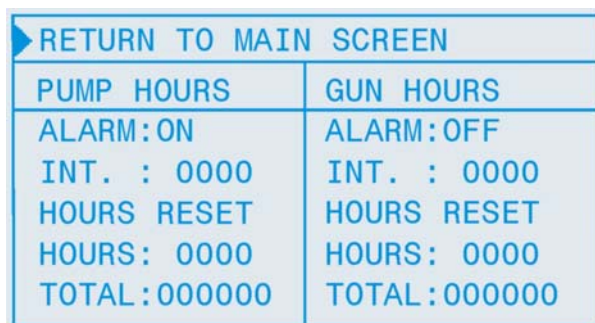 RETURN TO MAIN SCREEN
PUMP HOURS
ALARM:ON
INT. : 0000
HOURS RESET
HOURS: 0000
TOTAL:000000
GUN HOURS
ALARM:OFF
INT. : 0000
HOURS RESET
HOURS: 0000
TOTAL:000000